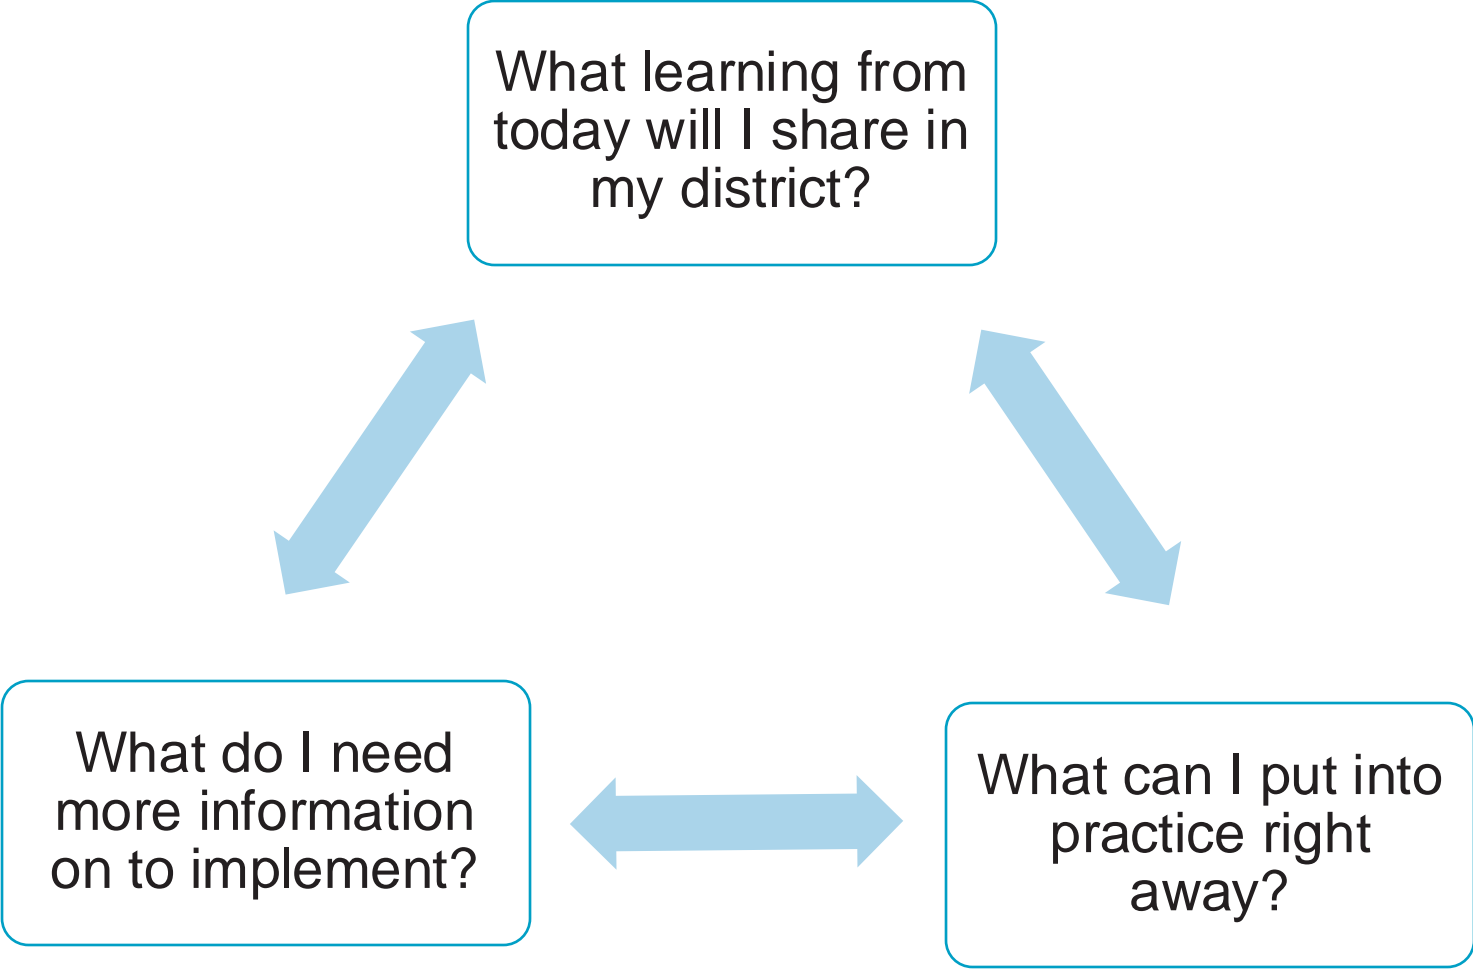 What learning from
today will I share in
my district?
What do I need
more information
on to implement?
What can I put into
practice right
away?